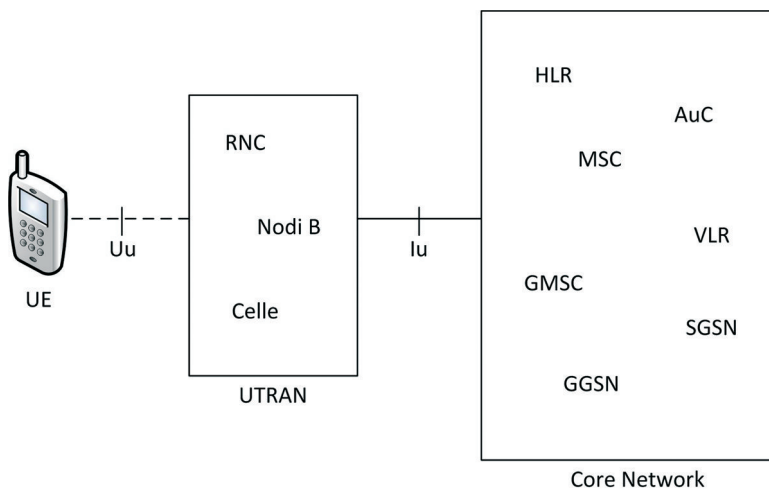 HLR
AuC
RNC
MSC
Nodi B
VLR
Uu
Iu
UE
GMSC
Celle
SGSN
UTRAN
GGSN
Core Network